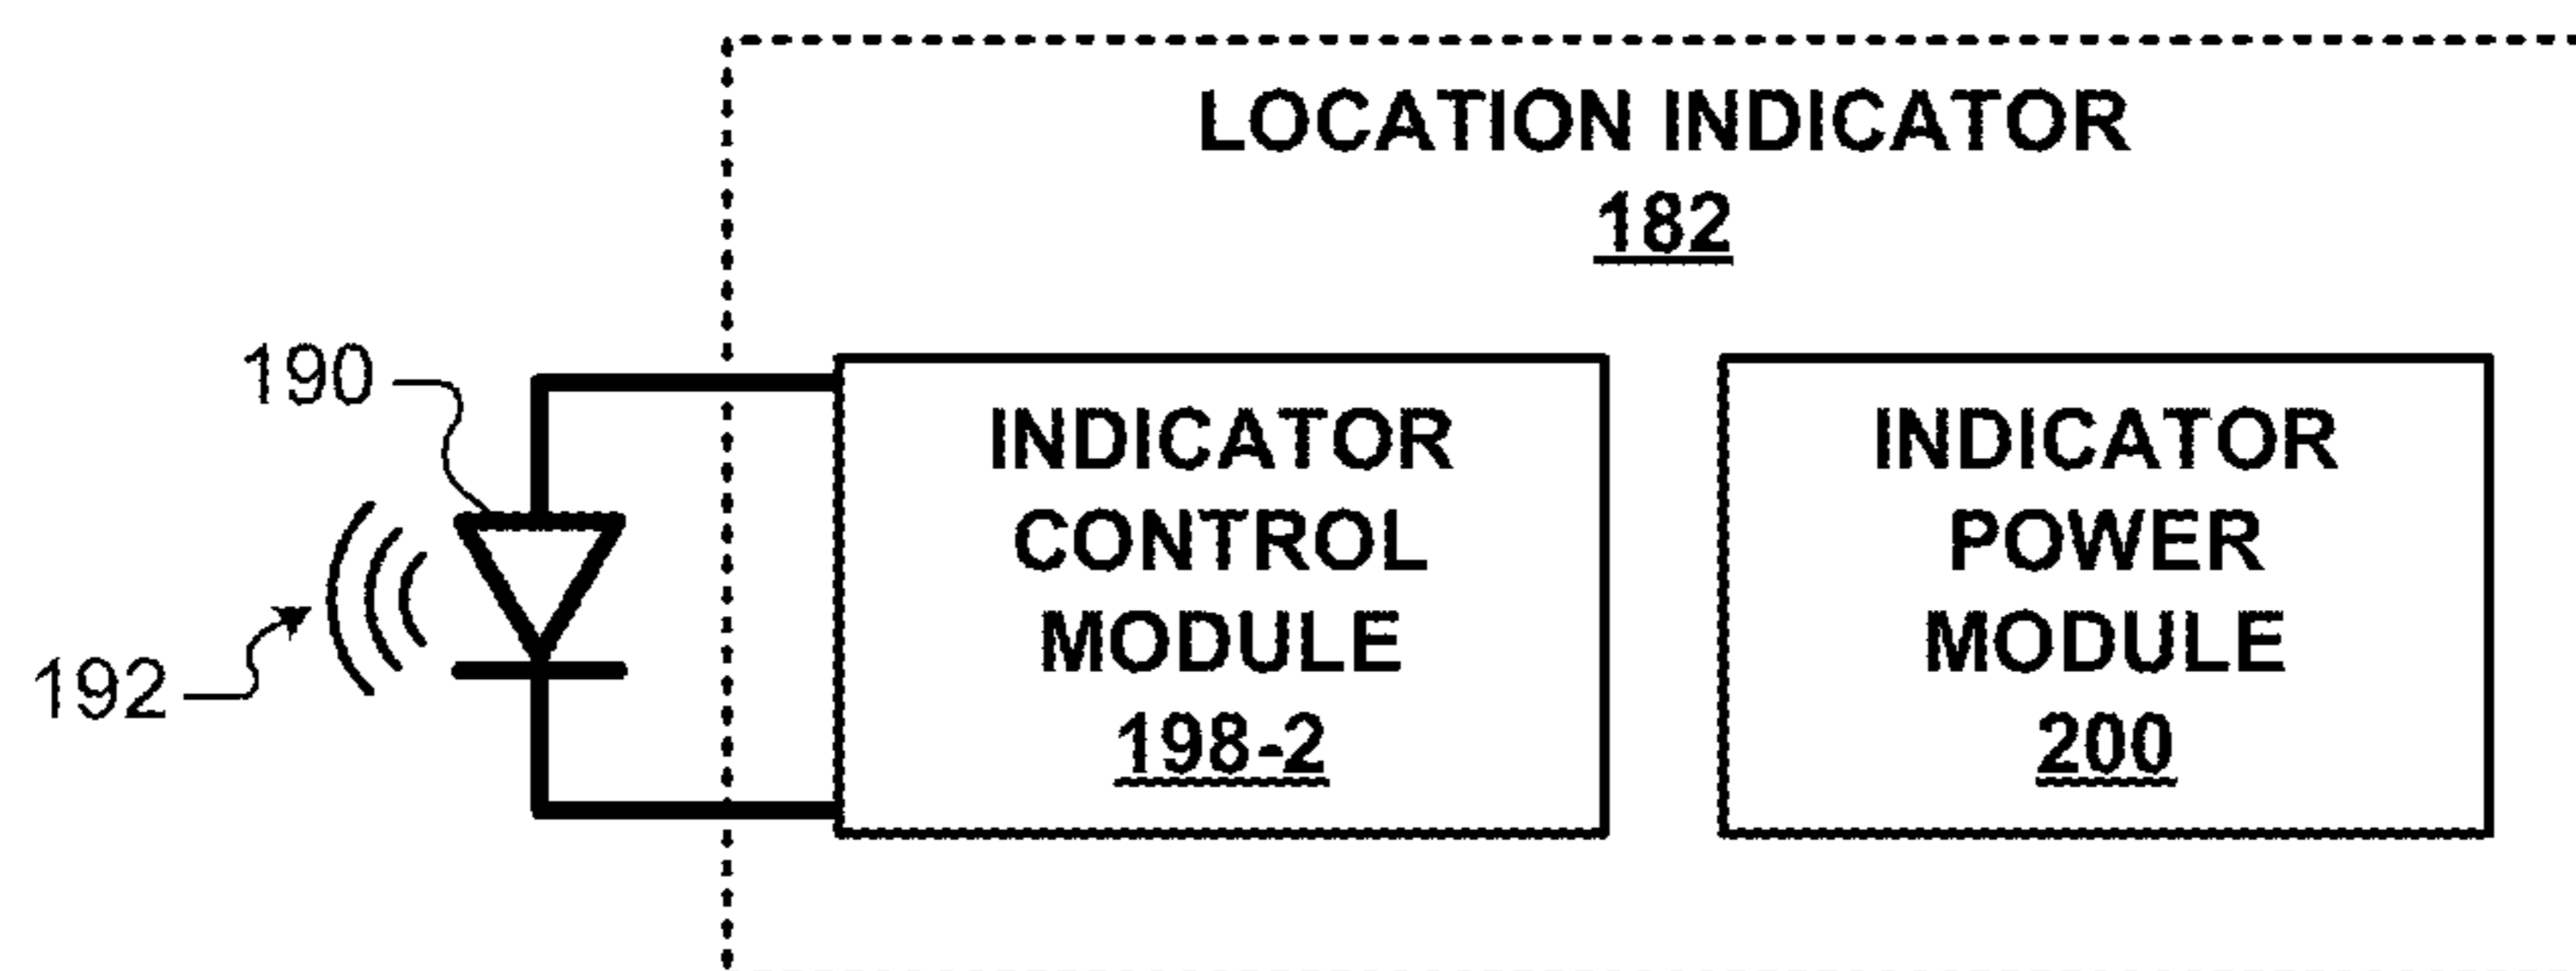 LOCATION INDICATOR
182
190
192
INDICATOR
CONTROL
MODULE
198-2
INDICATOR
POWER
MODULE
200